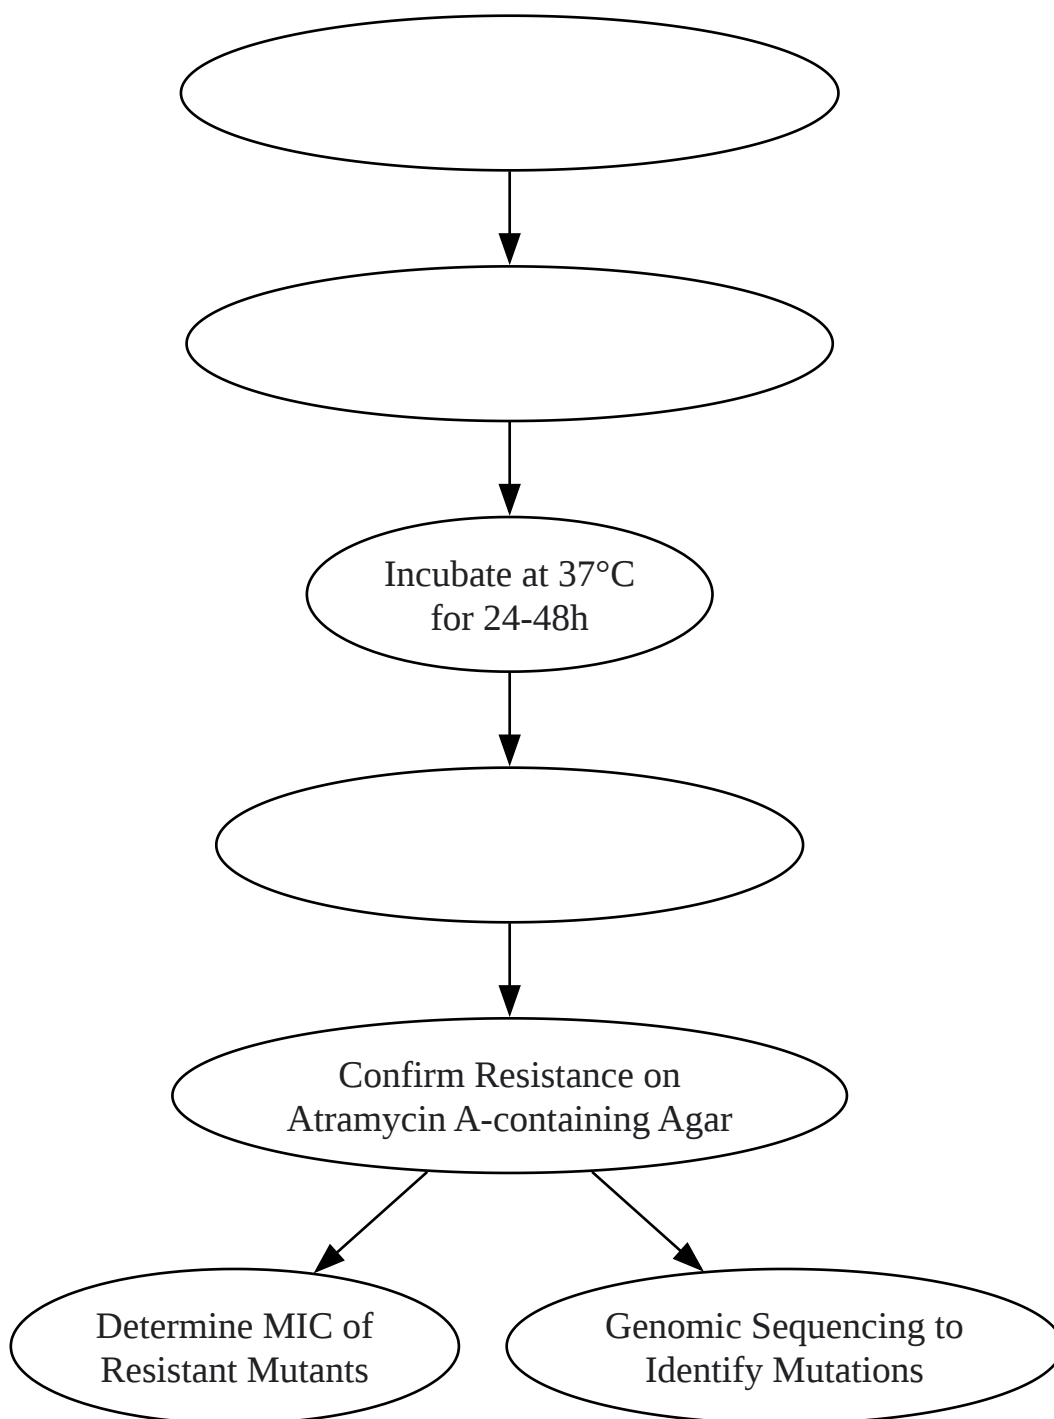 Incubate at 37°C
for 24-48h
Confirm Resistance on
Atramycin A-containing Agar
Determine MIC of
Resistant Mutants
Genomic Sequencing to
Identify Mutations